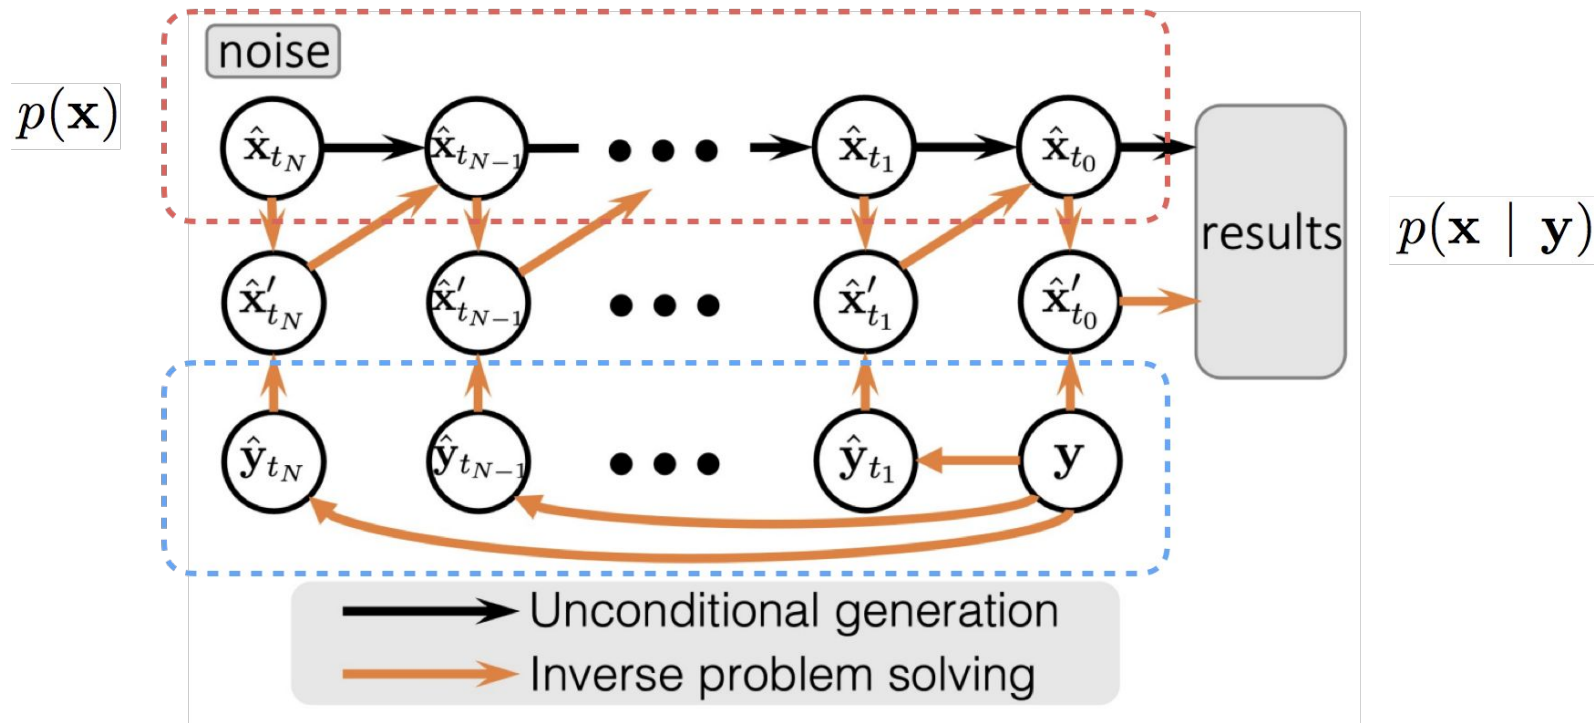 noise
p(𝐱)
x̂_{t_N} x̂_{t_{N−1}} ••• x̂_{t_1} x̂_{t_0}
results
p(𝐱 | 𝐲)
x̂′_{t_N} x̂′_{t_{N−1}} ••• x̂′_{t_1} x̂′_{t_0}
ŷ_{t_N} ŷ_{t_{N−1}} ••• ŷ_{t_1} y
Unconditional generation
Inverse problem solving